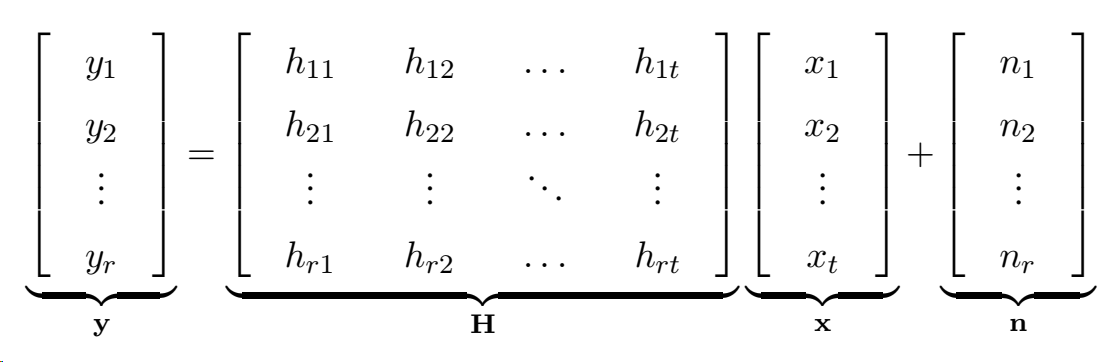 y₁ h₁₁ h₁₂ … h₁ₜ x₁ n₁
y₂ = h₂₁ h₂₂ … h₂ₜ x₂ + n₂
⋮ ⋮ ⋮ ⋱ ⋮ ⋮ ⋮
yᵣ hᵣ₁ hᵣ₂ … hᵣₜ xₜ nᵣ
y H x n